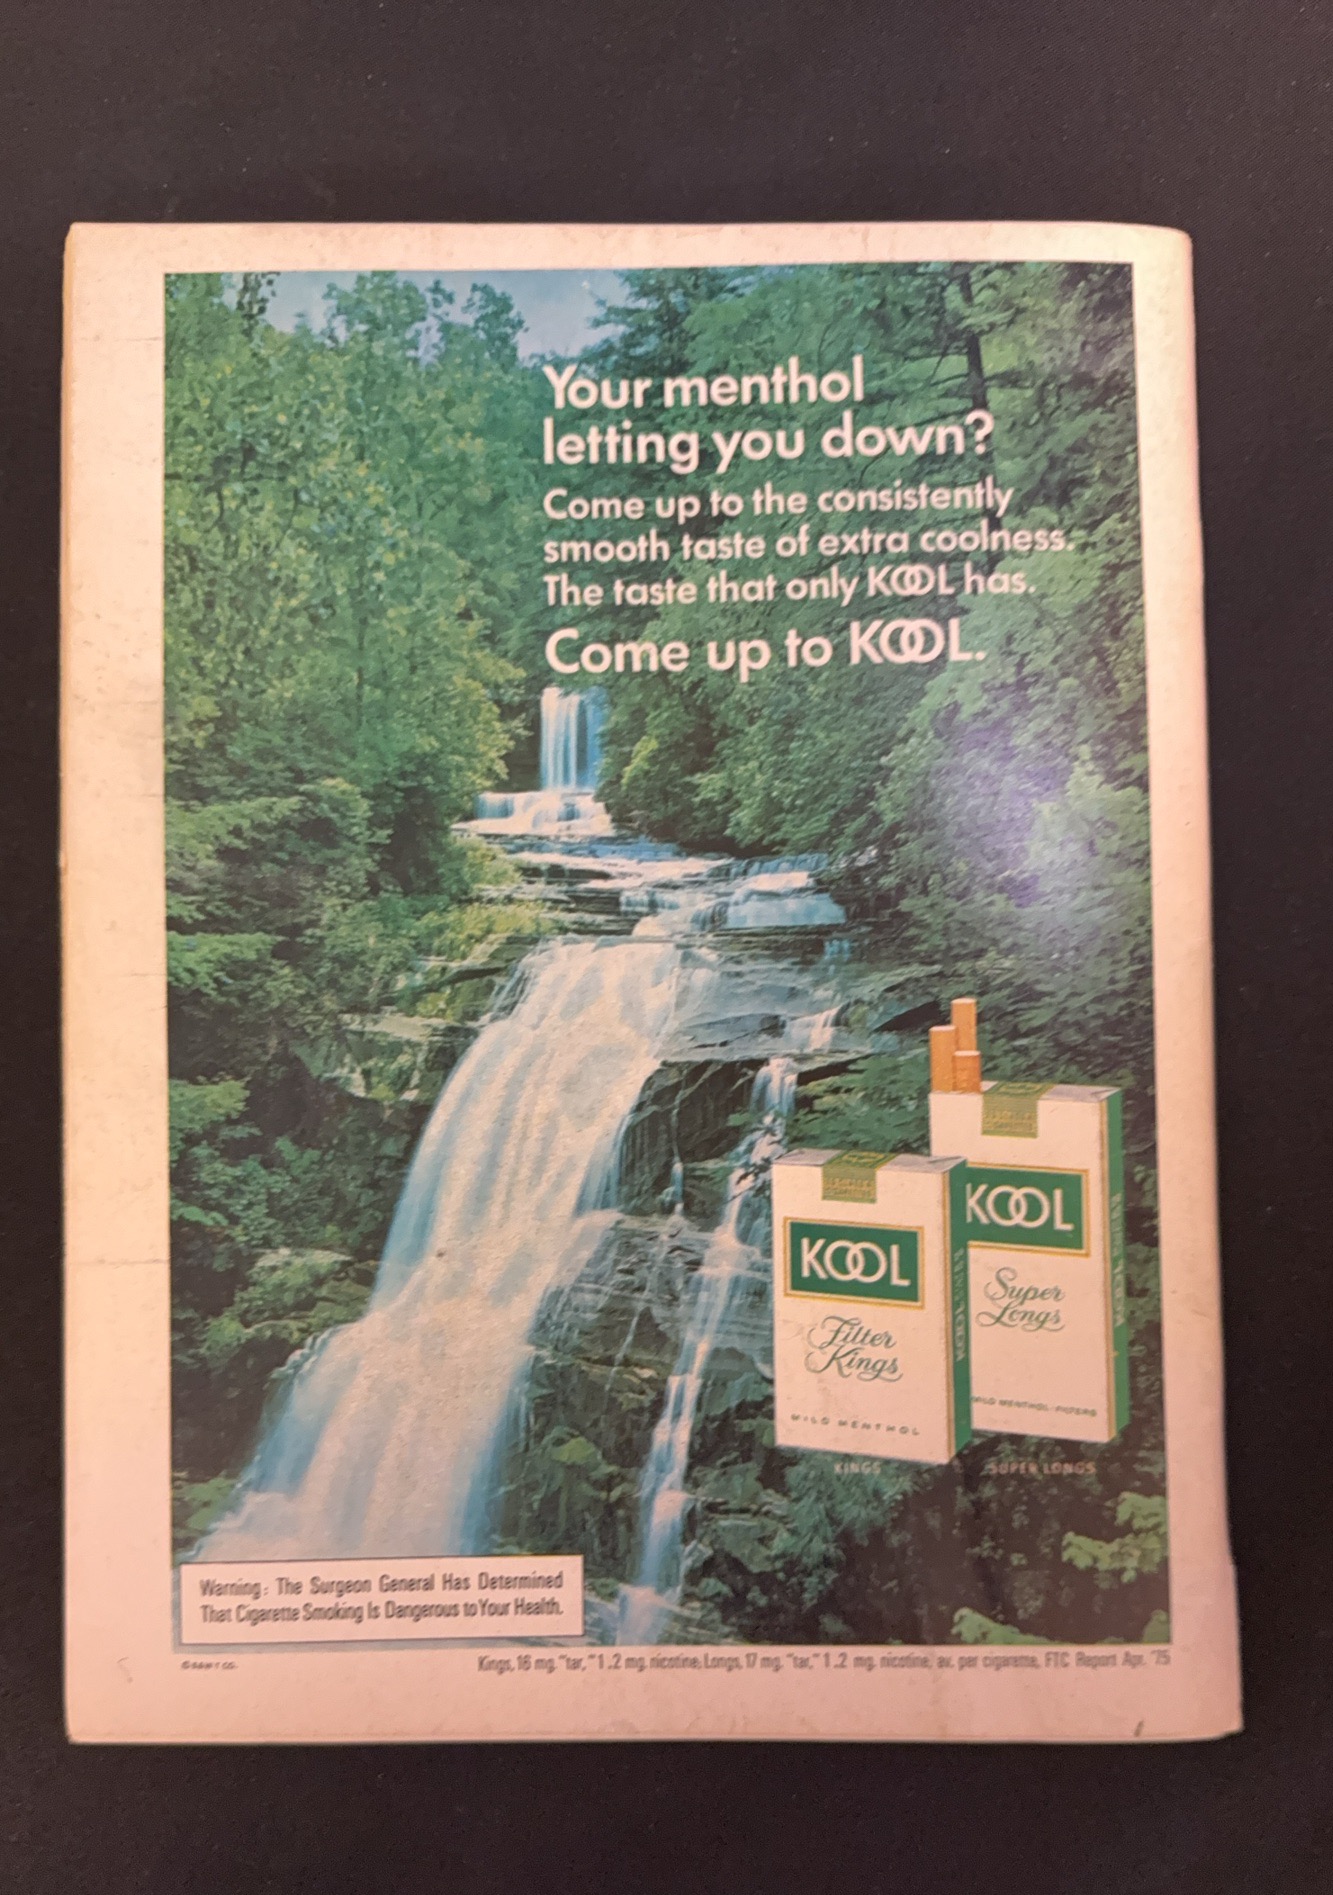 Your menthol
letting you down?
Come up to the consistently
smooth taste of extra coolness.
The taste that only KOOL has.
Come up to KOOL.
KOOL
Filter
Kings
MILD MENTHOL
KINGS
KOOL
Super
Longs
MILD MENTHOL·FILTERS
SUPER LONGS
Warning: The Surgeon General Has Determined
That Cigarette Smoking Is Dangerous to Your Health.
Kings, 16 mg. "tar," 1.2 mg. nicotine; Longs, 17 mg. "tar," 1.2 mg. nicotine, av. per cigarette, FTC Report Apr. '75